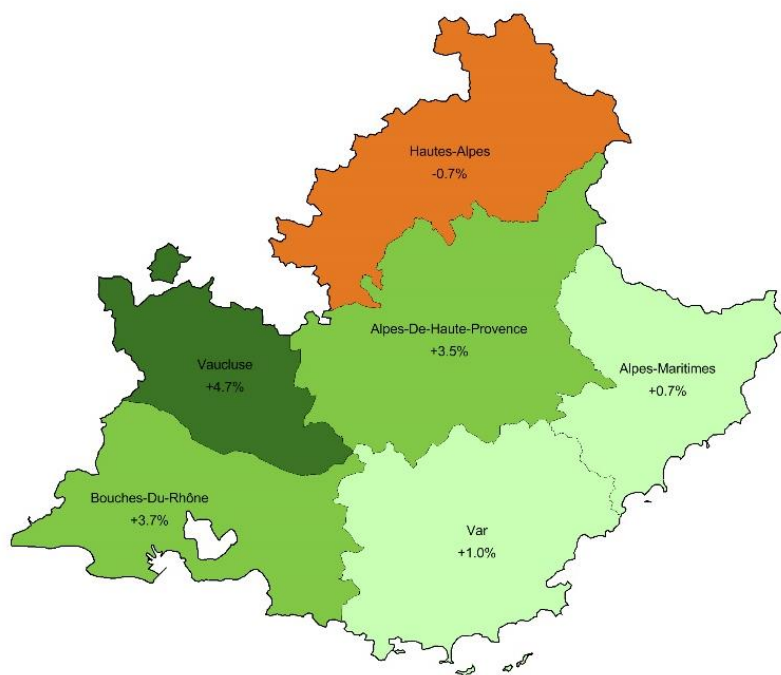 Hautes-Alpes
-0.7%
Alpes-De-Haute-Provence
+3.5%
Vaucluse
+4.7%
Alpes-Maritimes
+0.7%
Bouches-Du-Rhône
+3.7%
Var
+1.0%